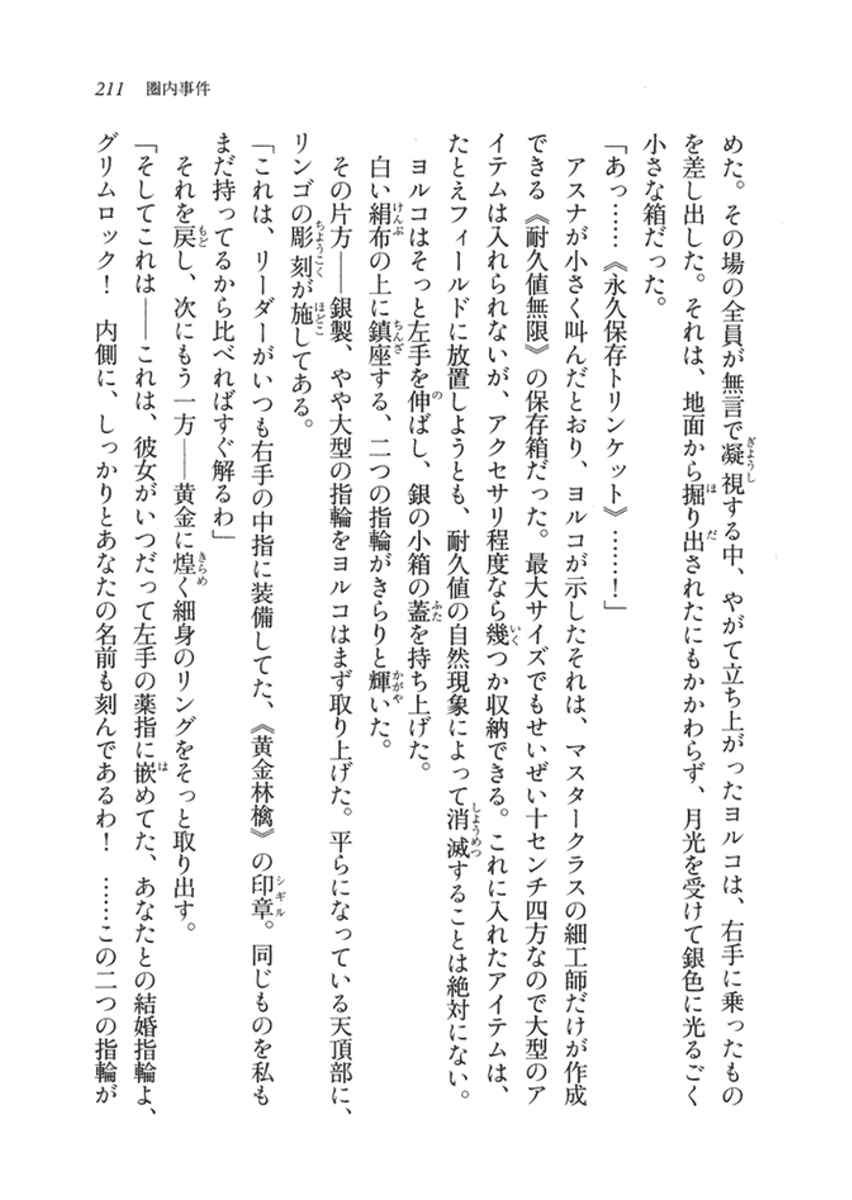 211 圏内事件
めた。その場の全員が無言で凝視する中、やがて立ち上がったヨルコは、右手に乗ったもの
を差し出した。それは、地面から掘り出されたにもかかわらず、月光を受けて銀色に光るごく
小さな箱だった。
「あっ……《永久保存トリンケット》……！」
アスナが小さく叫んだとおり、ヨルコが示したそれは、マスタークラスの細工師だけが作成
できる《耐久値無限》の保存箱だった。最大サイズでもせいぜい十センチ四方なので大型のア
イテムは入れられないが、アクセサリ程度なら幾つか収納できる。これに入れたアイテムは、
たとえフィールドに放置しようとも、耐久値の自然現象によって消滅することは絶対にない。
ヨルコはそっと左手を伸ばし、銀の小箱の蓋を持ち上げた。
白い絹布の上に鎮座する、二つの指輪がきらりと輝いた。
その片方――銀製、やや大型の指輪をヨルコはまず取り上げた。平らになっている天頂部に、
リンゴの彫刻が施してある。
「これは、リーダーがいつも右手の中指に装備してた、《黄金林檎》の印章。同じものを私も
まだ持ってるから比べればすぐ解るわ」
それを戻し、次にもう一方――黄金に煌く細身のリングをそっと取り出す。
「そしてこれは――これは、彼女がいつだって左手の薬指に嵌めてた、あなたとの結婚指輪よ、
グリムロック！　内側に、しっかりとあなたの名前も刻んであるわ！　……この二つの指輪が